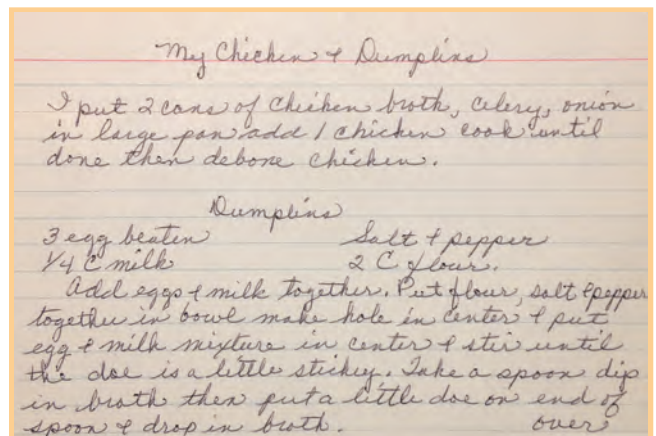 My Chicken & Dumplins
I put 2 cans of Chicken broth, Celery, onion
in large pan add 1 chicken cook until
done then debone chicken.
Dumplins
3 egg beaten Salt & pepper
1/4 C milk 2 C flour.
Add eggs & milk together. Put flour, salt & pepper
together in bowl make hole in center & put
egg & milk mixture in center & stir until
the doe is a little stickey. Take a spoon dip
in broth then put a little doe on end of
spoon & drop in broth. over